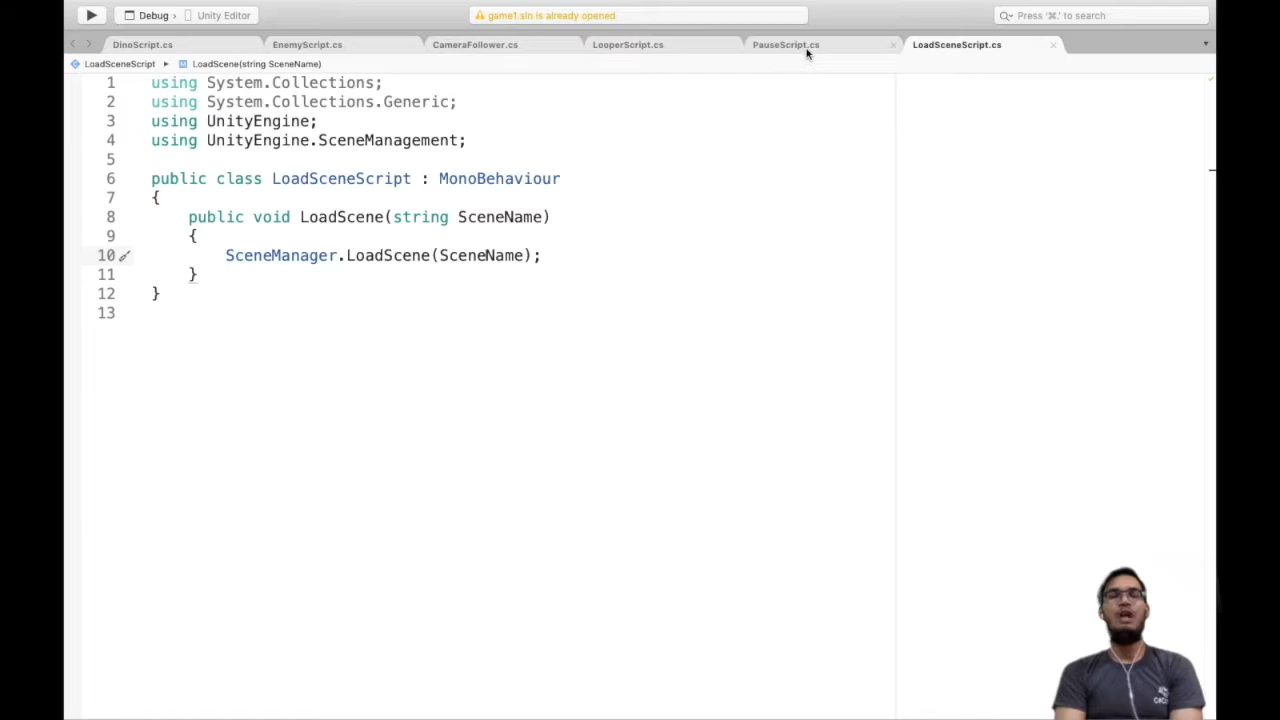 Debug › Unity Editor
game1.sln is already opened
Press '⌘.' to search
DinoScript.cs
EnemyScript.cs
CameraFollower.cs
LooperScript.cs
PauseScript.cs
LoadSceneScript.cs
LoadSceneScript ▸ LoadScene(string SceneName)
1 using System.Collections;
2 using System.Collections.Generic;
3 using UnityEngine;
4 using UnityEngine.SceneManagement;
5
6 public class LoadSceneScript : MonoBehaviour
7 {
8 public void LoadScene(string SceneName)
9 {
10 SceneManager.LoadScene(SceneName);
11 }
12 }
13